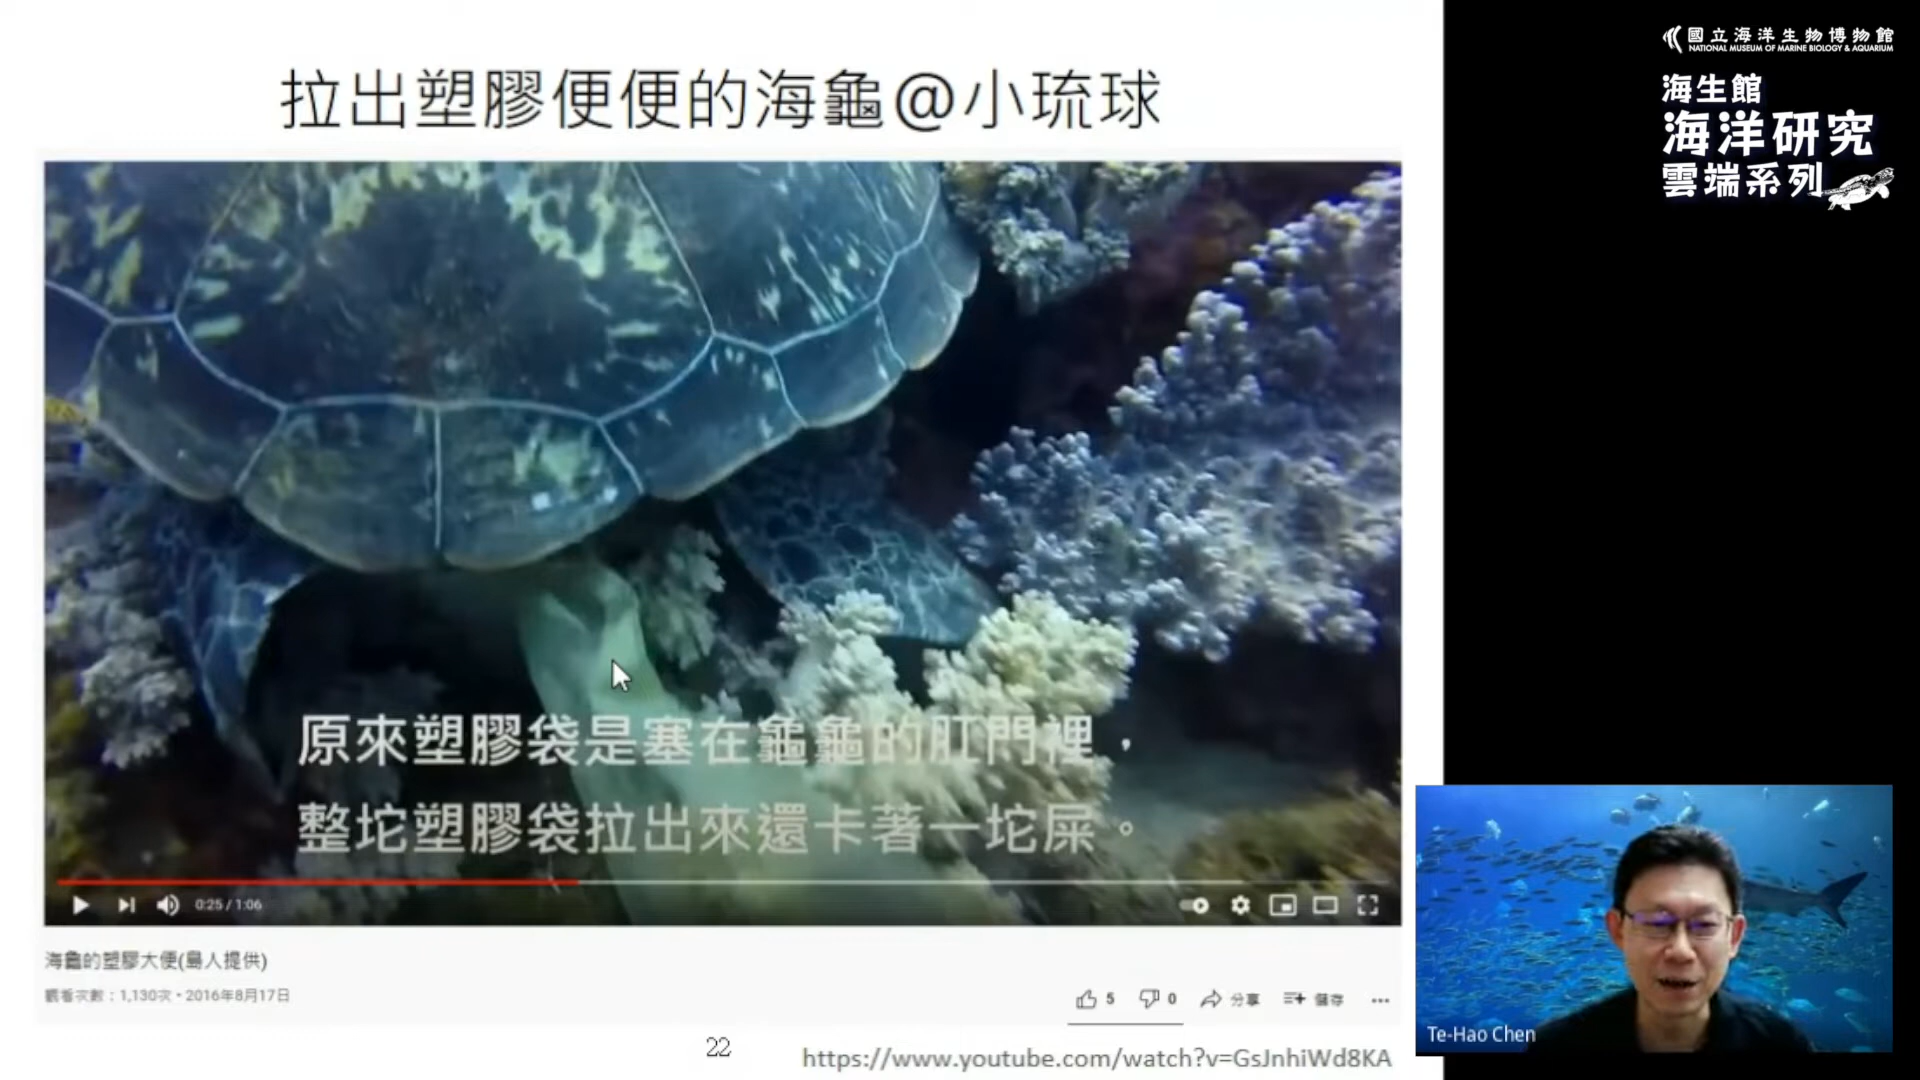 拉出塑膠便便的海龜@小琉球
原來塑膠袋是塞在龜龜的肛門裡，
整坨塑膠袋拉出來還卡著一坨屎。
0:25 / 1:06
海龜的塑膠大便(島人提供)
觀看次數：1,130次・2016年8月17日
5
0
分享
儲存
22
https://www.youtube.com/watch?v=GsJnhiWd8KA
國立海洋生物博物館
NATIONAL MUSEUM OF MARINE BIOLOGY & AQUARIUM
海生館
海洋研究
雲端系列
Te-Hao Chen